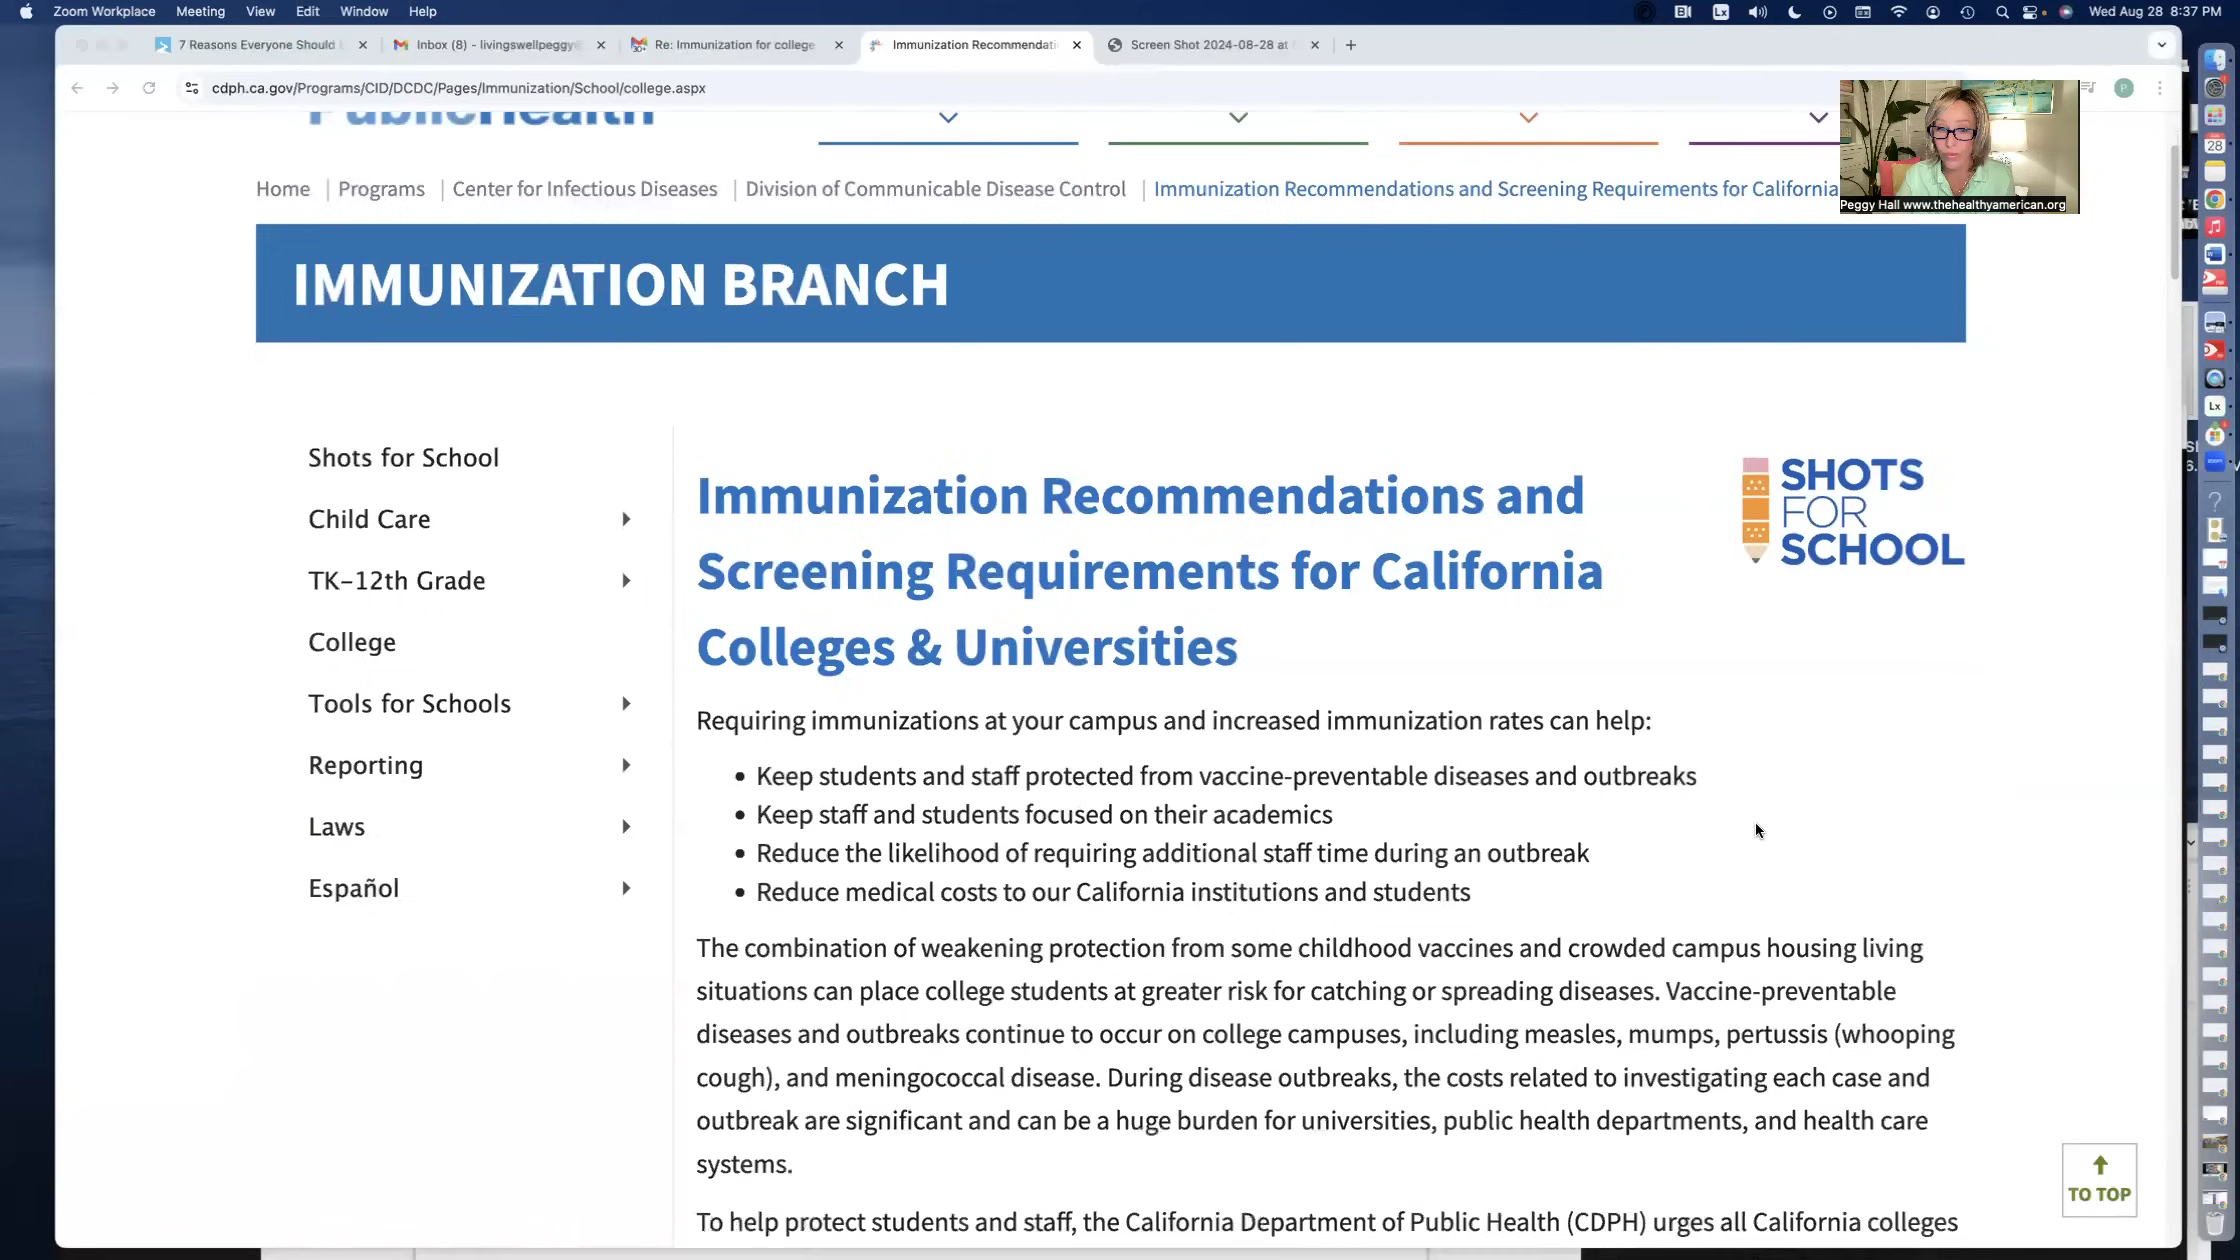 Zoom Workplace Meeting View Edit Window Help
Lx Wed Aug 28 8:37 PM
7 Reasons Everyone Should
Inbox (8) - livingswellpeggy
Re: Immunization for college
Immunization Recommendati
Screen Shot 2024-08-28 at
cdph.ca.gov/Programs/CID/DCDC/Pages/Immunization/School/college.aspx
P
PublicHealth
Home | Programs | Center for Infectious Diseases | Division of Communicable Disease Control | Immunization Recommendations and Screening Requirements for California
Peggy Hall www.thehealthyamerican.org
IMMUNIZATION BRANCH
Shots for School
Child Care
TK–12th Grade
College
Tools for Schools
Reporting
Laws
Español
Immunization Recommendations and
Screening Requirements for California
Colleges & Universities
SHOTS
FOR
SCHOOL
Requiring immunizations at your campus and increased immunization rates can help:
• Keep students and staff protected from vaccine-preventable diseases and outbreaks
• Keep staff and students focused on their academics
• Reduce the likelihood of requiring additional staff time during an outbreak
• Reduce medical costs to our California institutions and students
The combination of weakening protection from some childhood vaccines and crowded campus housing living
situations can place college students at greater risk for catching or spreading diseases. Vaccine-preventable
diseases and outbreaks continue to occur on college campuses, including measles, mumps, pertussis (whooping
cough), and meningococcal disease. During disease outbreaks, the costs related to investigating each case and
outbreak are significant and can be a huge burden for universities, public health departments, and health care
systems.
To help protect students and staff, the California Department of Public Health (CDPH) urges all California colleges
TO TOP
28
Lx